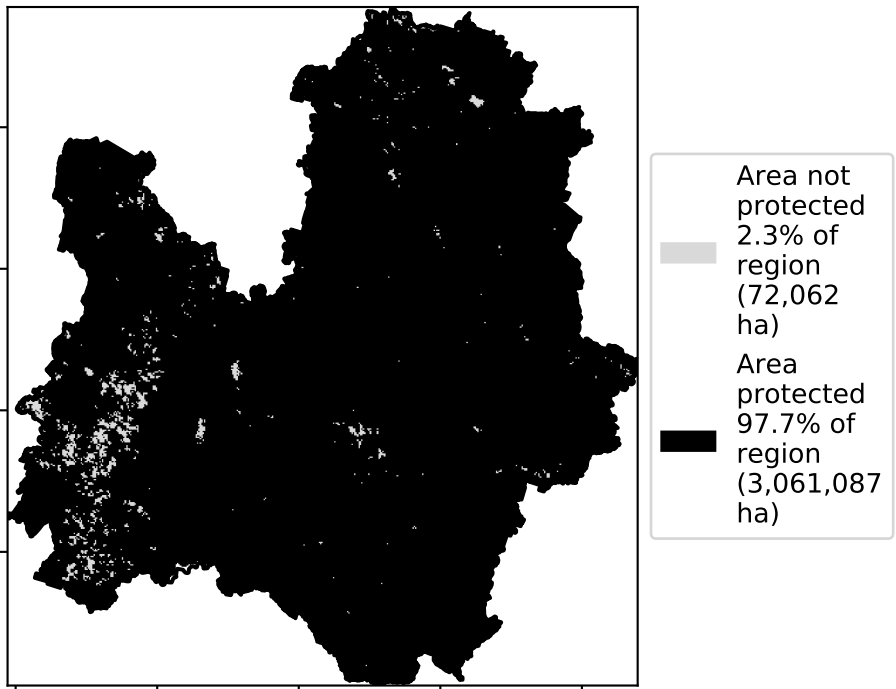 Area not
protected
2.3% of
region
(72,062
ha)
Area
protected
97.7% of
region
(3,061,087
ha)